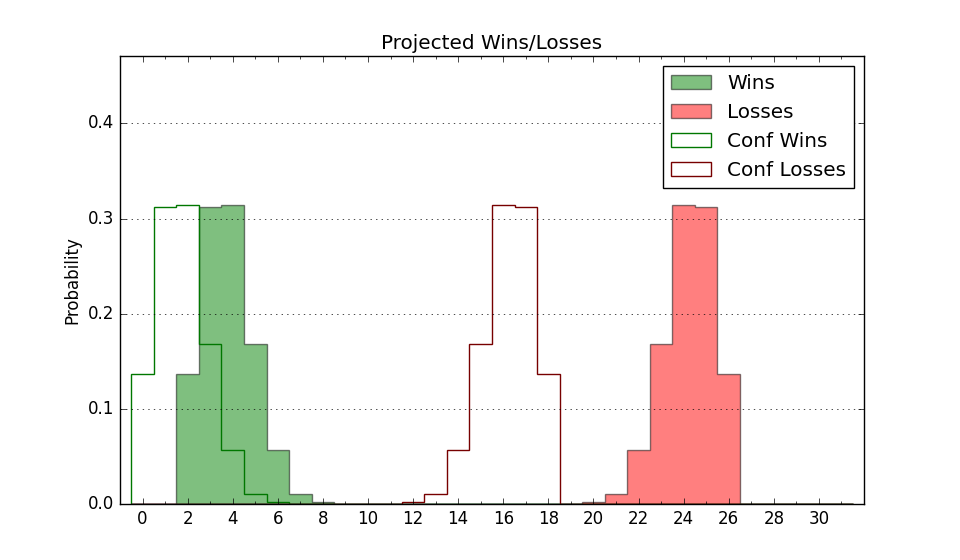 Projected Wins/Losses
Wins
Losses
Conf Wins
Conf Losses
Probability
0.4
0.3
0.2
0.1
0.0
0 2 4 6 8 10 12 14 16 18 20 22 24 26 28 30